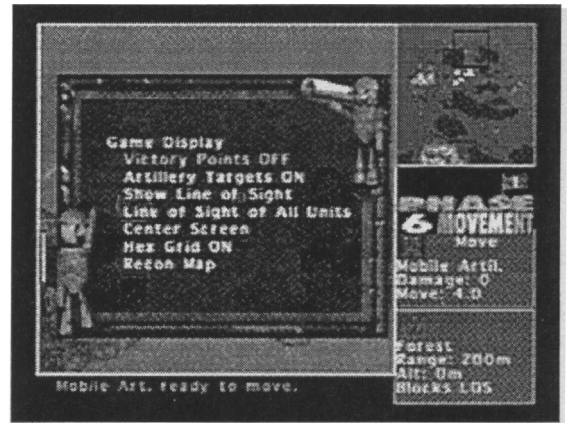 Game Display
Victory Points OFF
Artillery Targets ON
Show Line of Sight
Line of Sight of All Units
Center Screen
Hex Grid ON
Recon Map
PHASE
6 MOVEMENT
Move
Mobile Artil.
Damage: 0
Move: 4.0
Forest
Range: 200m
Alt: 0m
Blocks LOS
Mobile Art. ready to move.